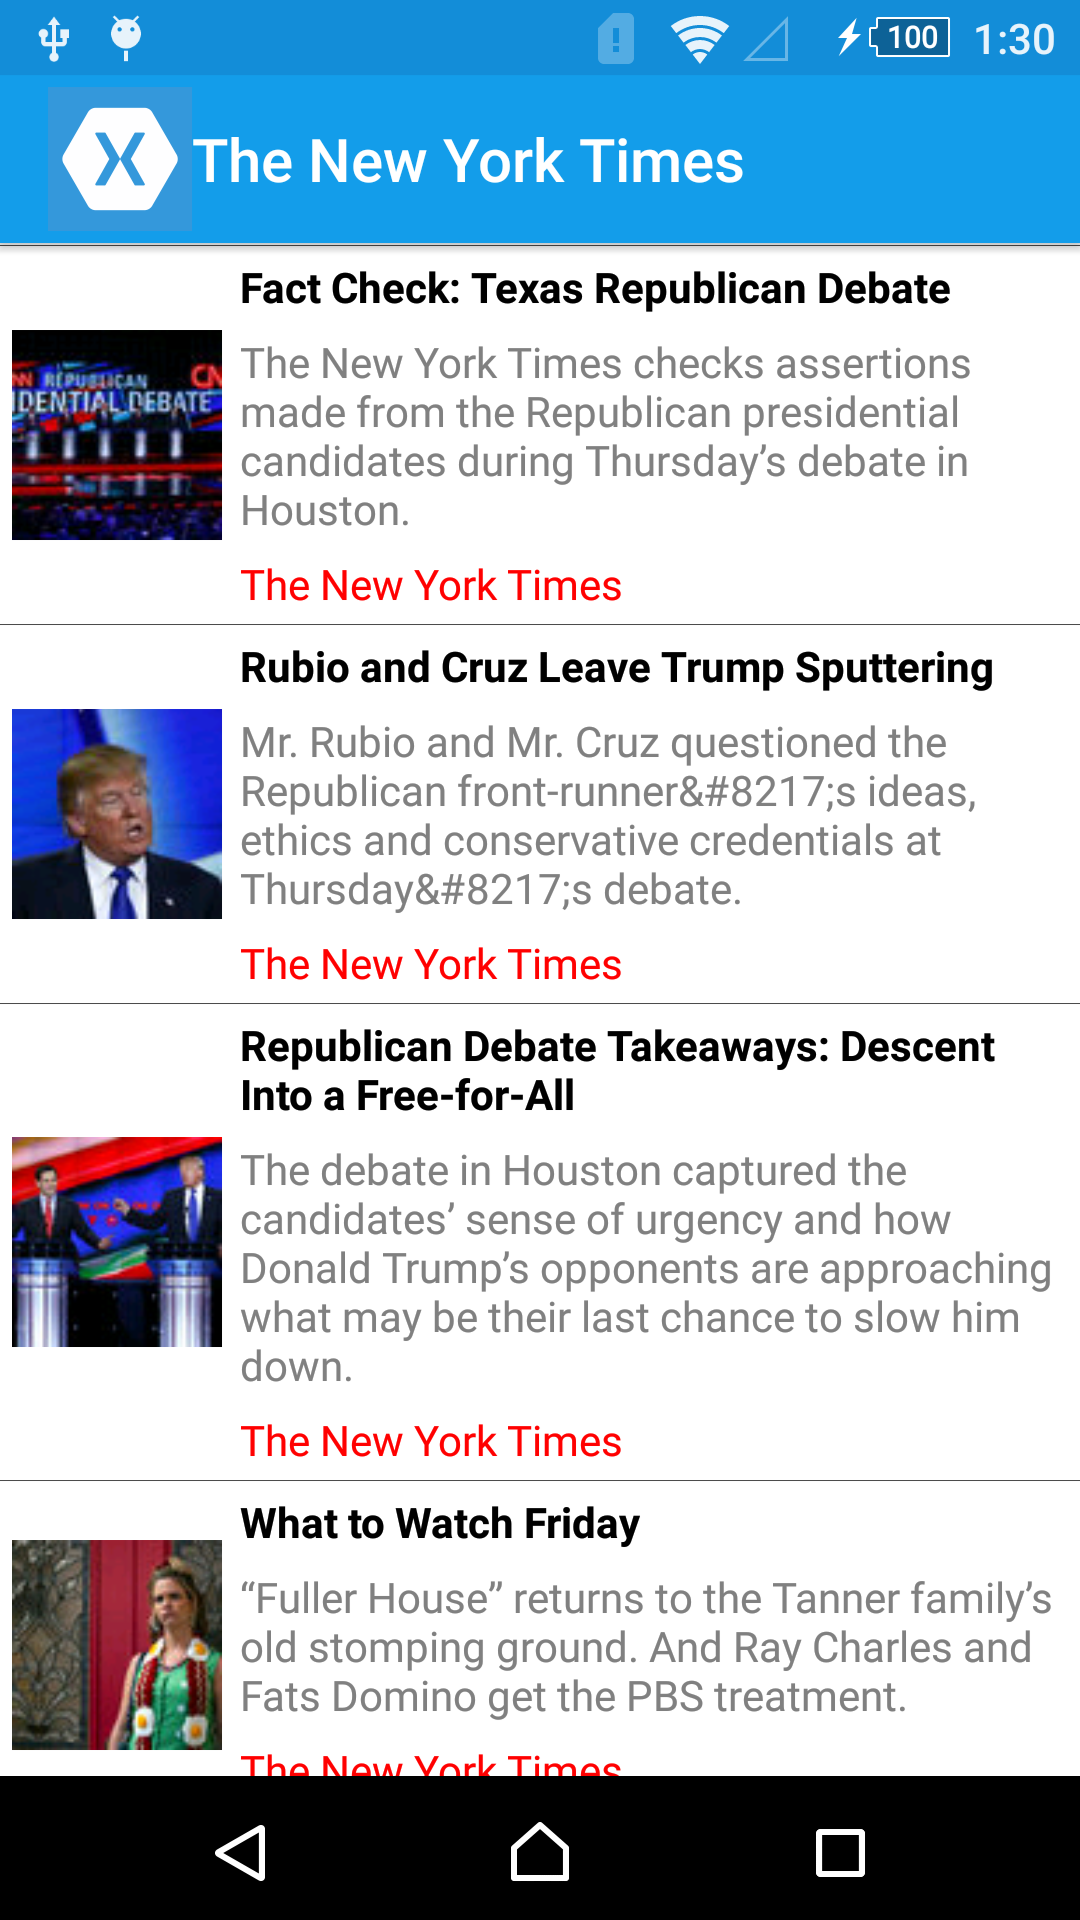 100 1:30
X The New York Times
Fact Check: Texas Republican Debate
NN REPUBLICAN CN
IDENTIAL DEBATE
The New York Times checks assertions
made from the Republican presidential
candidates during Thursday’s debate in
Houston.
The New York Times
Rubio and Cruz Leave Trump Sputtering
Mr. Rubio and Mr. Cruz questioned the
Republican front-runner&#8217;s ideas,
ethics and conservative credentials at
Thursday&#8217;s debate.
The New York Times
Republican Debate Takeaways: Descent
Into a Free-for-All
The debate in Houston captured the
candidates’ sense of urgency and how
Donald Trump’s opponents are approaching
what may be their last chance to slow him
down.
The New York Times
What to Watch Friday
“Fuller House” returns to the Tanner family’s
old stomping ground. And Ray Charles and
Fats Domino get the PBS treatment.
The New York Times